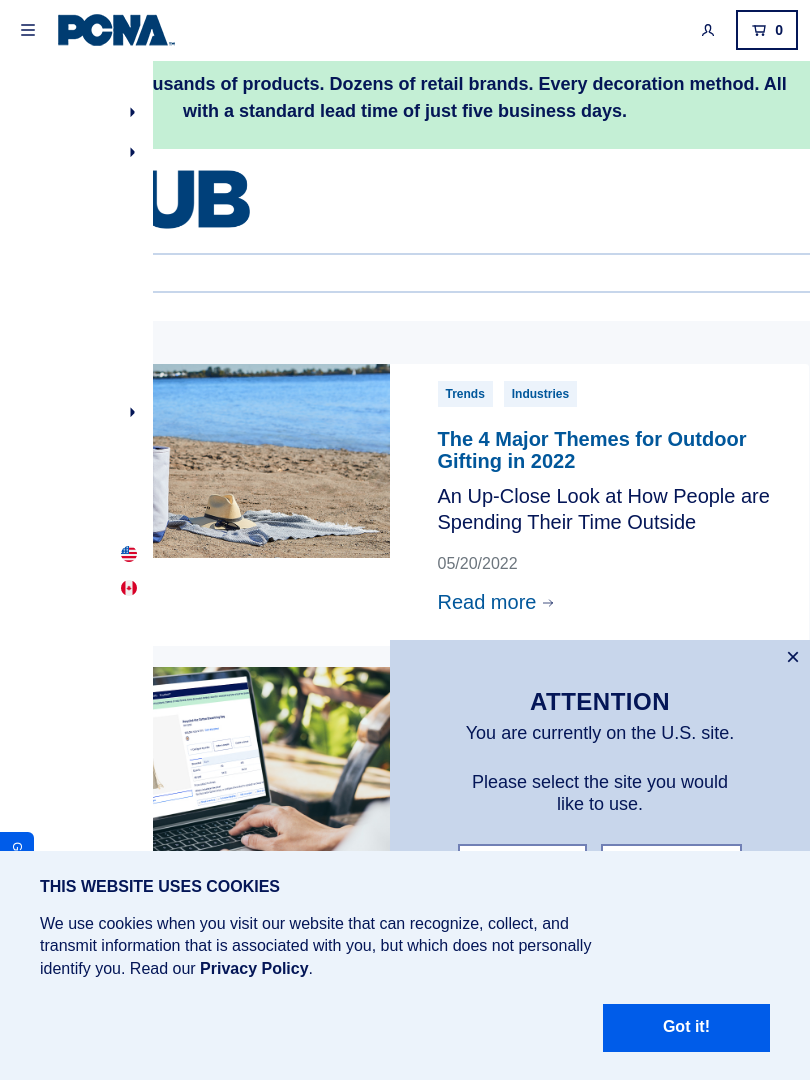 PCNA
0
usands of products. Dozens of retail brands. Every decoration method. All
with a standard lead time of just five business days.
UB
Trends
Industries
The 4 Major Themes for Outdoor
Gifting in 2022
An Up-Close Look at How People are
Spending Their Time Outside
05/20/2022
Read more
ATTENTION
You are currently on the U.S. site.
Please select the site you would
like to use.
G
THIS WEBSITE USES COOKIES
We use cookies when you visit our website that can recognize, collect, and
transmit information that is associated with you, but which does not personally
identify you. Read our Privacy Policy.
Got it!